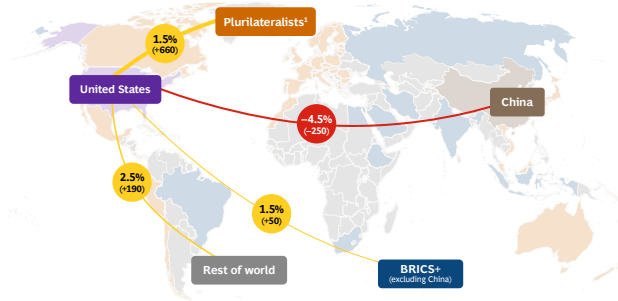 Plurilateralists¹
1.5%
(+660)
United States
China
–4.5%
(–250)
2.5%
(+190)
1.5%
(+50)
Rest of world
BRICS+
(excluding China)